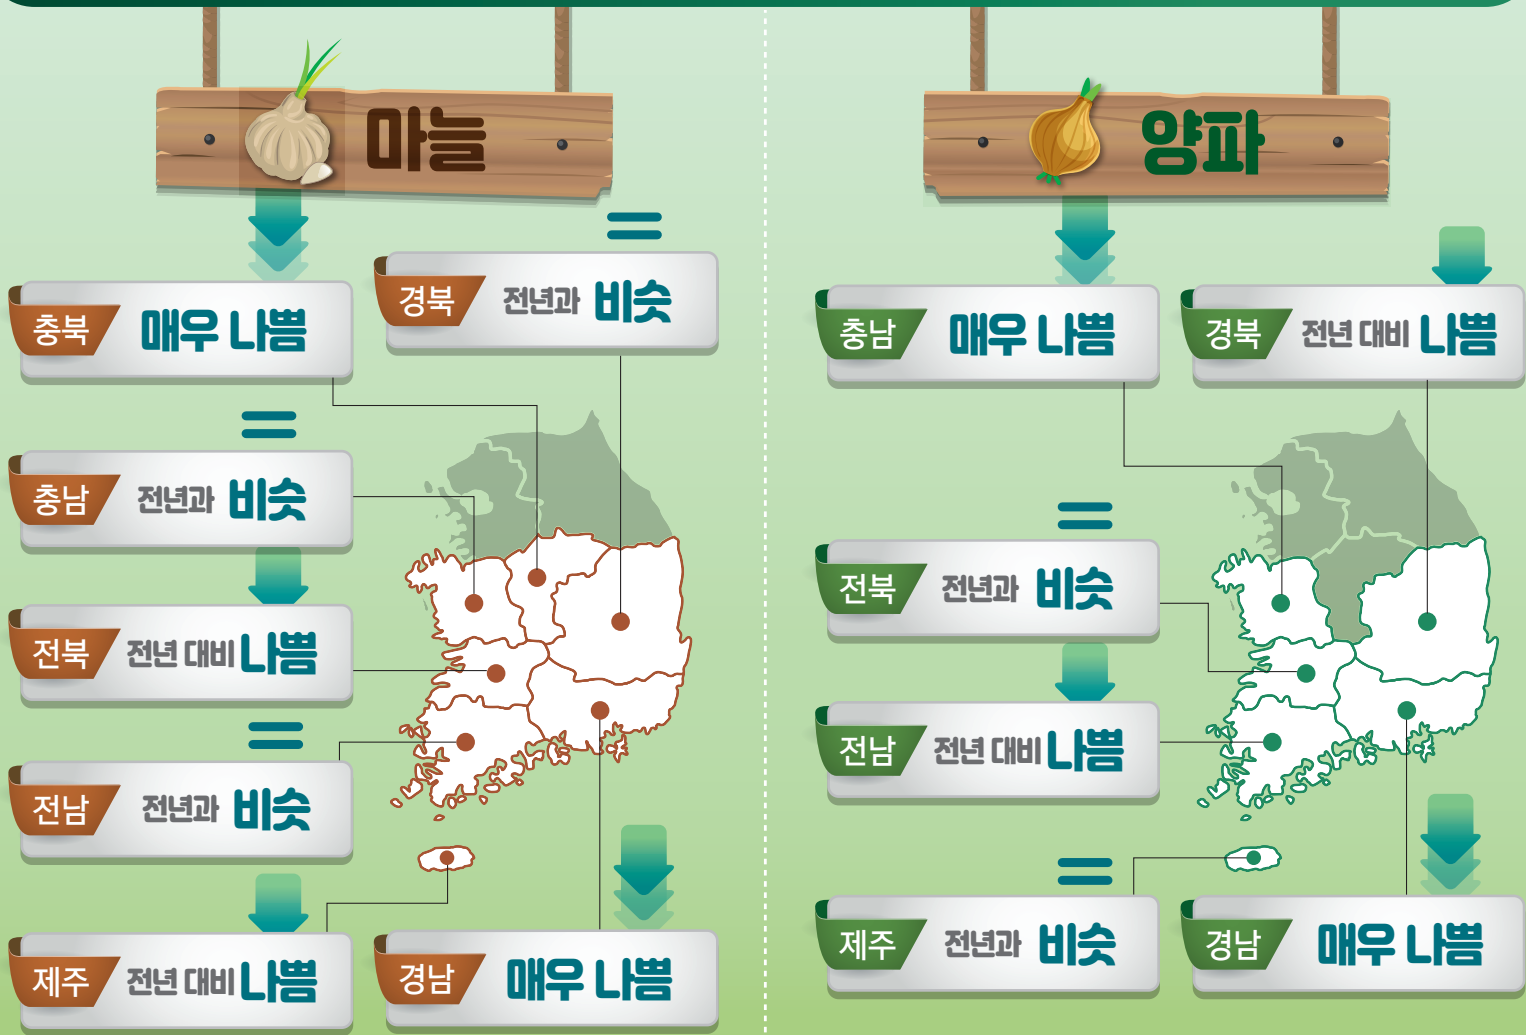 마늘
경북 전년과 비슷
충북 매우 나쁨
충남 전년과 비슷
전북 전년 대비 나쁨
전남 전년과 비슷
제주 전년 대비 나쁨
경남 매우 나쁨
양파
충남 매우 나쁨
경북 전년 대비 나쁨
전북 전년과 비슷
전남 전년 대비 나쁨
제주 전년과 비슷
경남 매우 나쁨